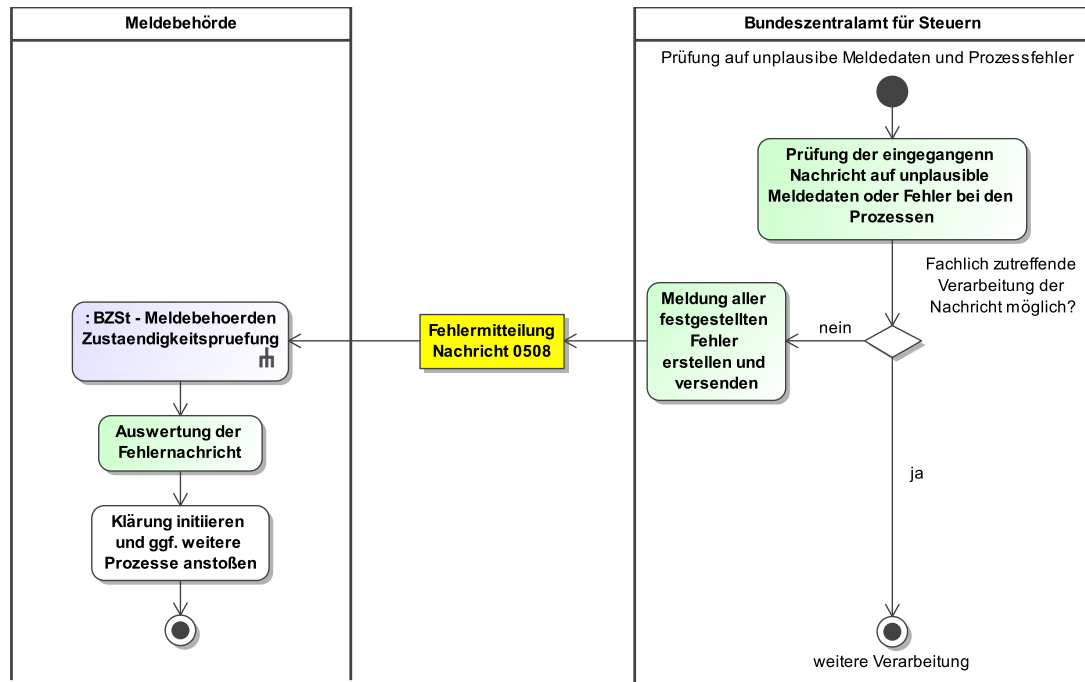 Meldebehörde
Bundeszentralamt für Steuern
Prüfung auf unplausibe Meldedaten und Prozessfehler
Prüfung der eingegangenn
Nachricht auf unplausible
Meldedaten oder Fehler bei den
Prozessen
Fachlich zutreffende
Verarbeitung der
Nachricht möglich?
nein
Meldung aller
festgestellten
Fehler
erstellen und
versenden
Fehlermitteilung
Nachricht 0508
: BZSt - Meldebehoerden
Zustaendigkeitspruefung
Auswertung der
Fehlernachricht
Klärung initiieren
und ggf. weitere
Prozesse anstoßen
ja
weitere Verarbeitung